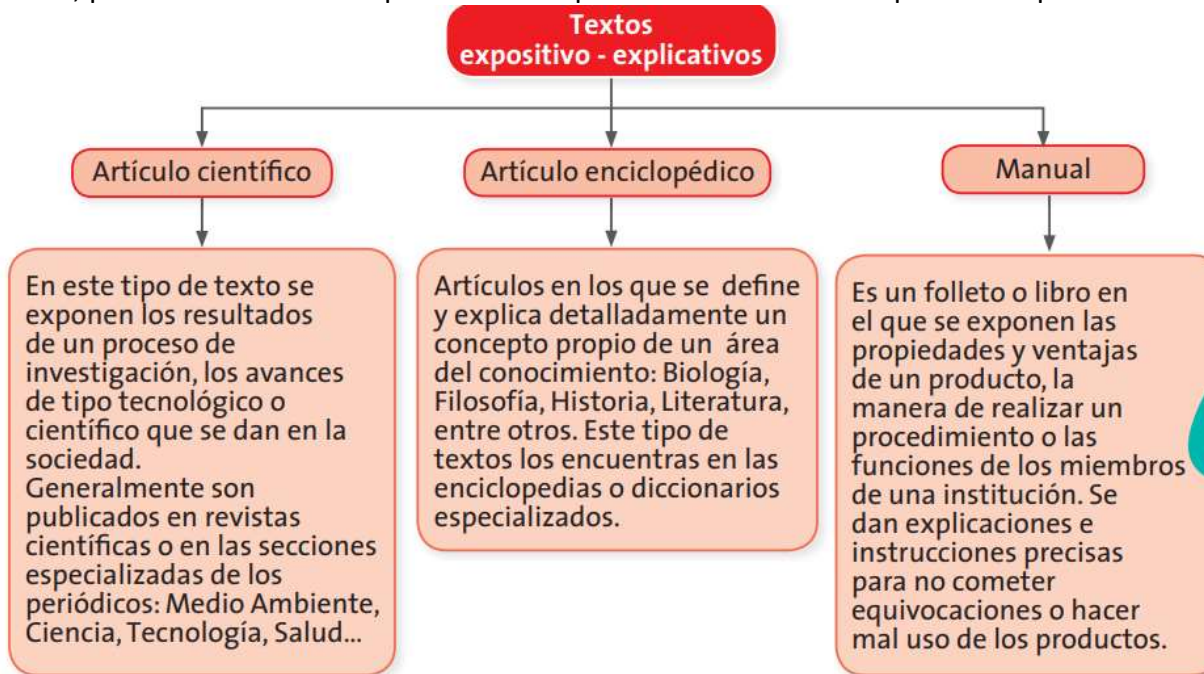 Textos
expositivo - explicativos
Artículo científico
Artículo enciclopédico
Manual
En este tipo de texto se
exponen los resultados
de un proceso de
investigación, los avances
de tipo tecnológico o
científico que se dan en la
sociedad.
Generalmente son
publicados en revistas
científicas o en las secciones
especializadas de los
periódicos: Medio Ambiente,
Ciencia, Tecnología, Salud...
Artículos en los que se define
y explica detalladamente un
concepto propio de un área
del conocimiento: Biología,
Filosofía, Historia, Literatura,
entre otros. Este tipo de
textos los encuentras en las
enciclopedias o diccionarios
especializados.
Es un folleto o libro en
el que se exponen las
propiedades y ventajas
de un producto, la
manera de realizar un
procedimiento o las
funciones de los miembros
de una institución. Se
dan explicaciones e
instrucciones precisas
para no cometer
equivocaciones o hacer
mal uso de los productos.